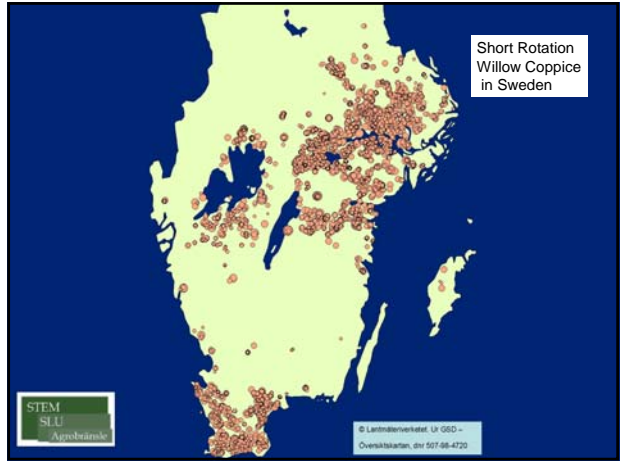 Short Rotation
Willow Coppice
in Sweden
STEM
SLU
Agrobränsle
© Lantmäteriverket. Ur GSD –
Översiktskartan, dnr 507-98-4720